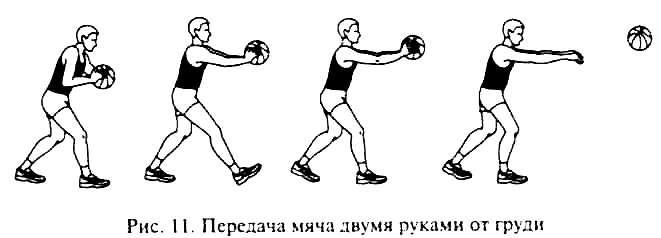 Рис. 11. Передача мяча двумя руками от груди